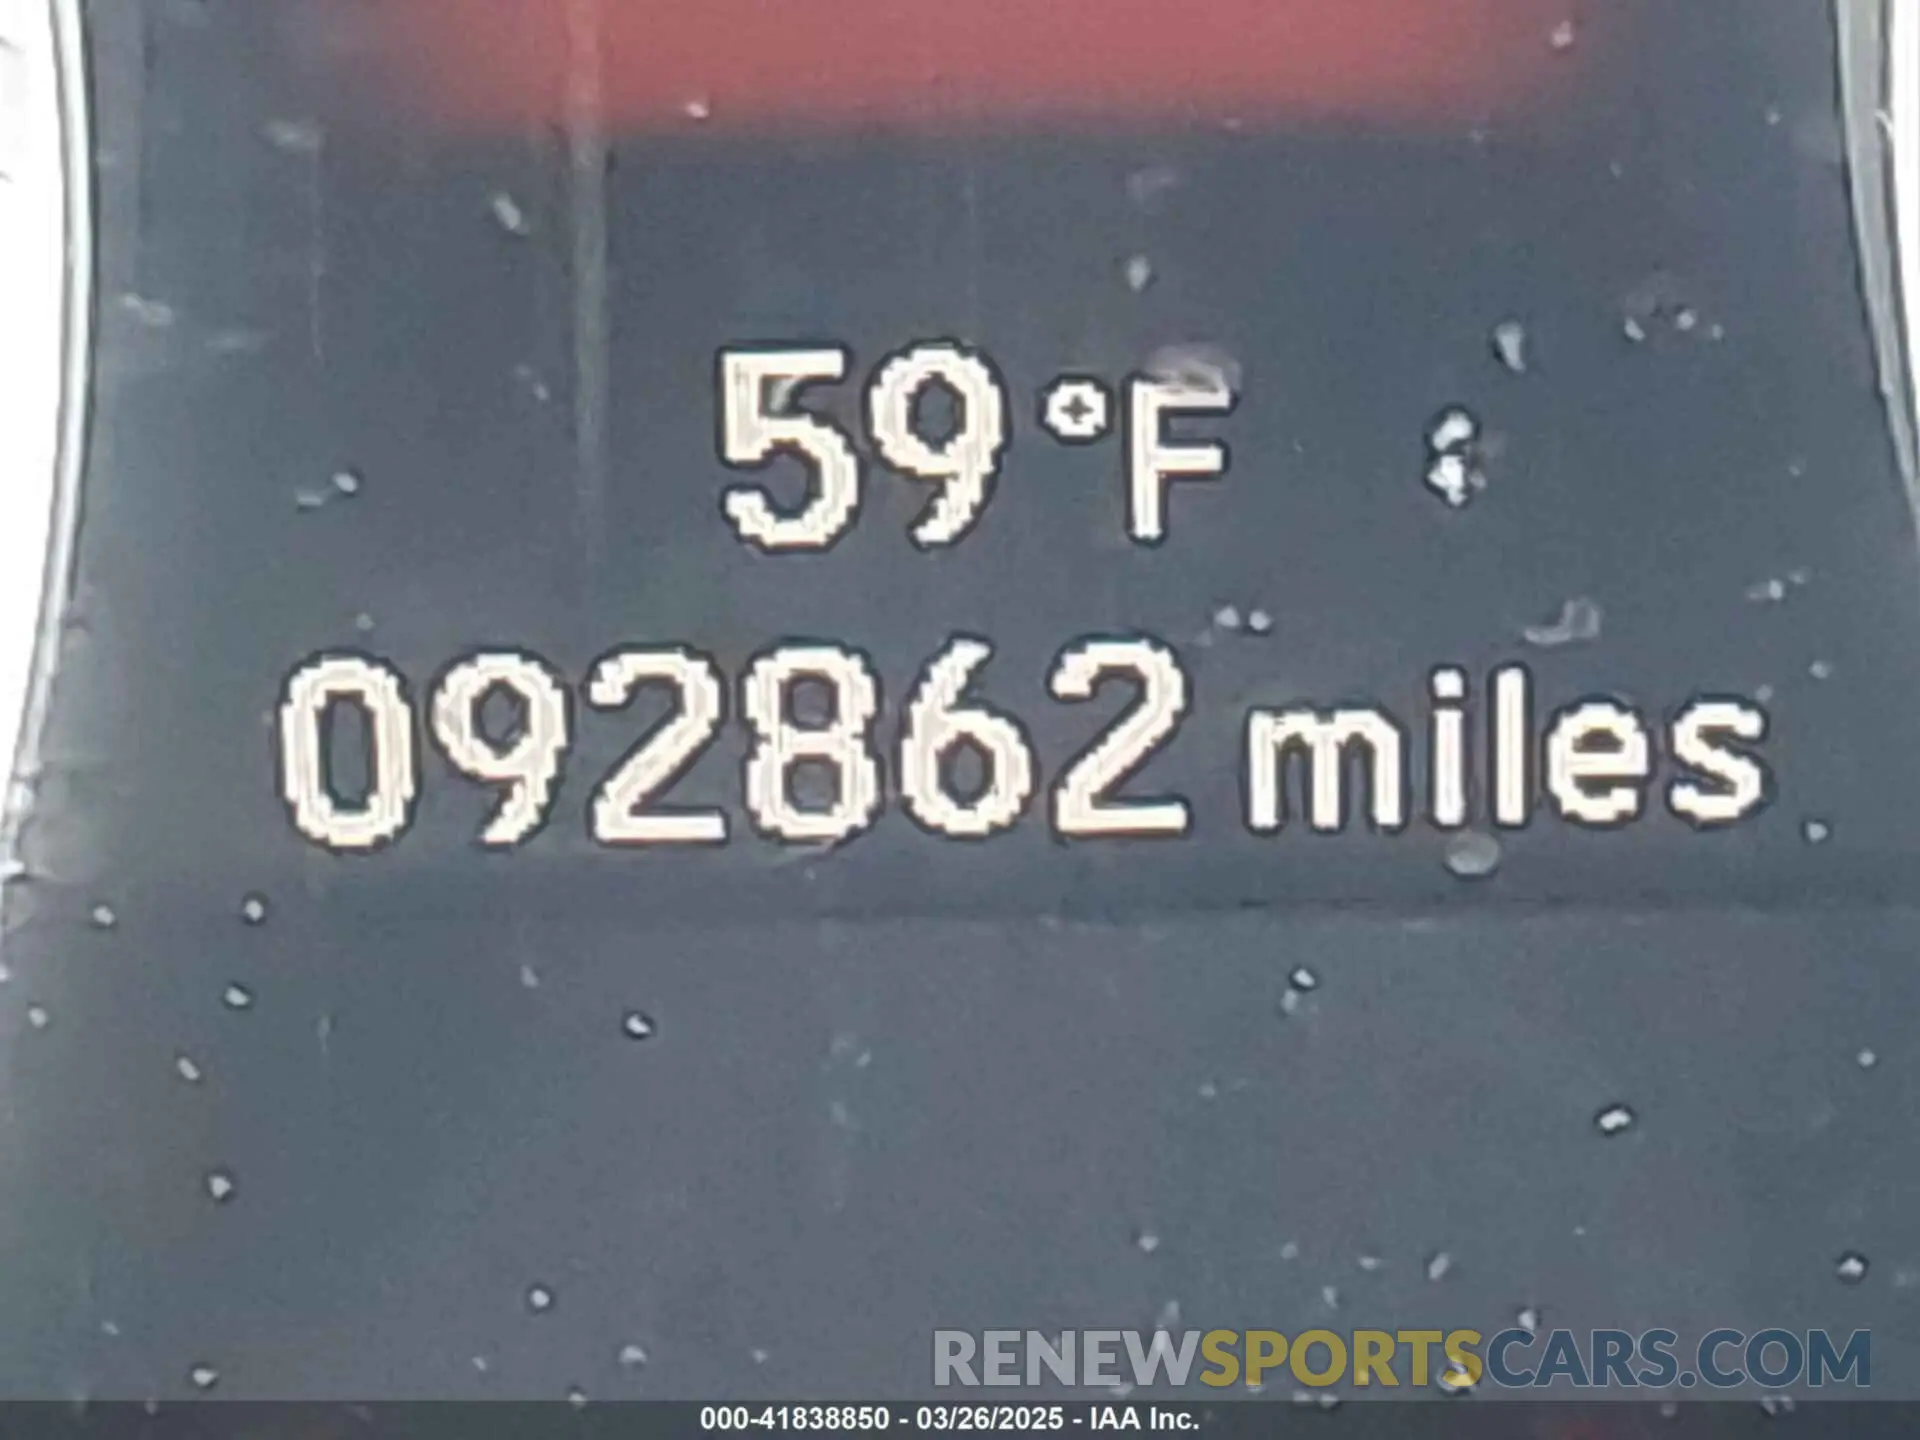 59 °F
092862 miles
RENEWSPORTSCARS.COM
000-41838850 - 03/26/2025 - IAA Inc.